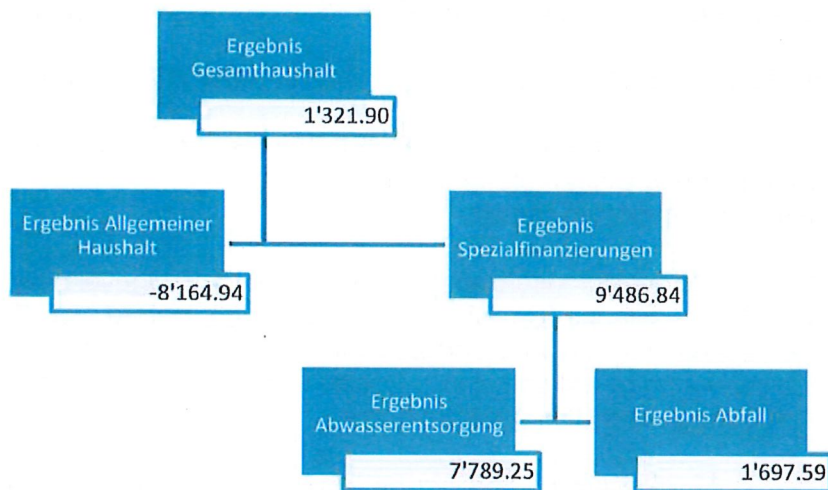 Ergebnis
Gesamthaushalt
1'321.90
Ergebnis Allgemeiner
Haushalt
-8'164.94
Ergebnis
Spezialfinanzierungen
9'486.84
Ergebnis
Abwasserentsorgung
7'789.25
Ergebnis Abfall
1'697.59